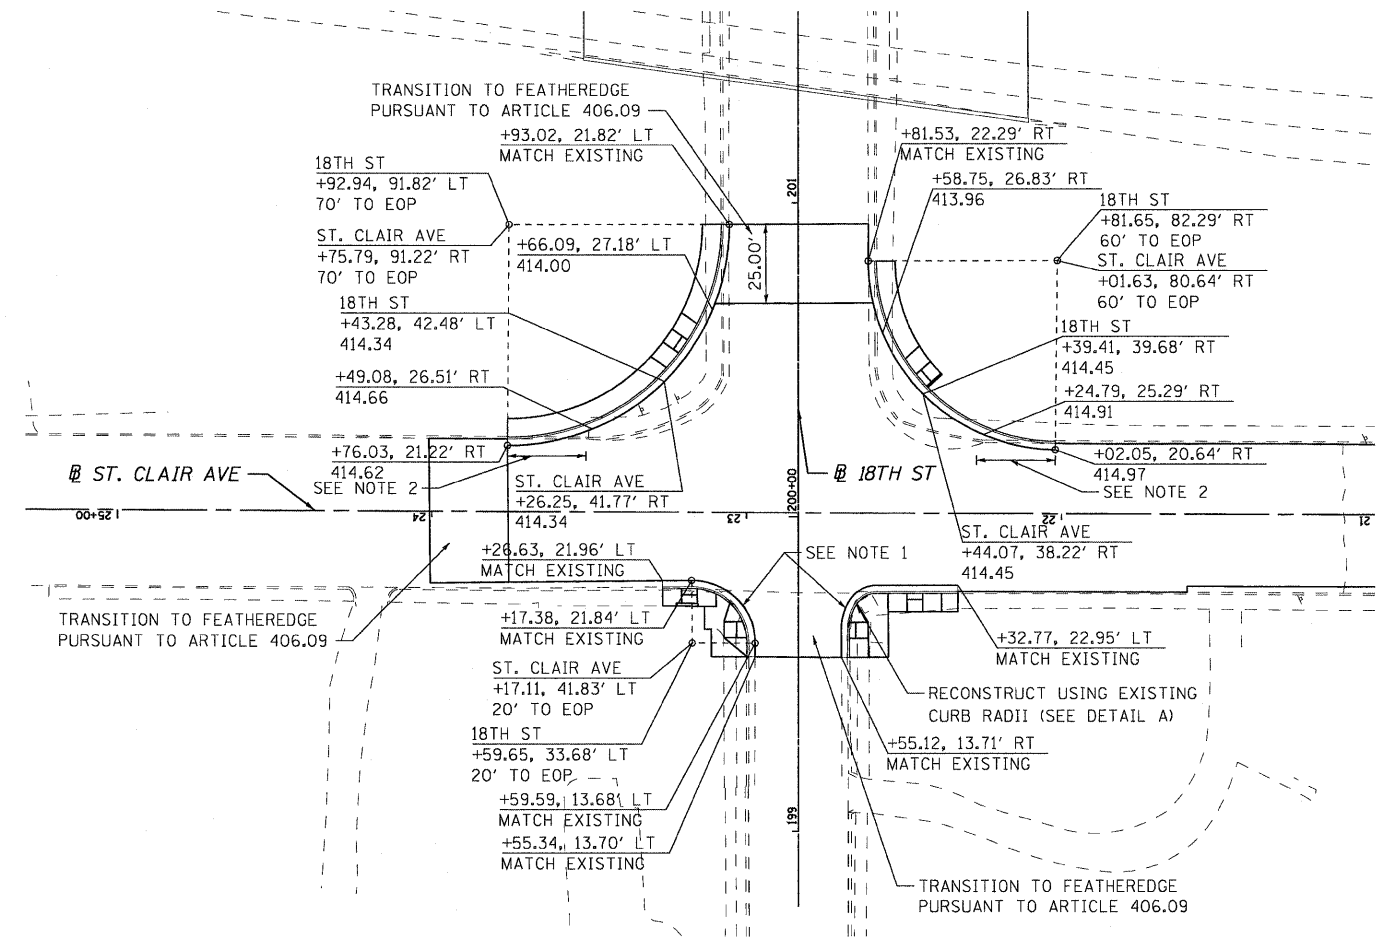 TRANSITION TO FEATHEREDGE
PURSUANT TO ARTICLE 406.09
+93.02, 21.82' LT
MATCH EXISTING
18TH ST
+92.94, 91.82' LT
70' TO EOP
ST. CLAIR AVE
+75.79, 91.22' RT
70' TO EOP
+66.09, 27.18' LT
414.00
18TH ST
+43.28, 42.48' LT
414.34
+49.08, 26.51' RT
414.66
+76.03, 21.22' RT
414.62
SEE NOTE 2
ST. CLAIR AVE
+26.25, 41.77' RT
414.34
201
25.00'
+81.53, 22.29' RT
MATCH EXISTING
+58.75, 26.83' RT
413.96
18TH ST
+81.65, 82.29' RT
60' TO EOP
ST. CLAIR AVE
+01.63, 80.64' RT
60' TO EOP
18TH ST
+39.41, 39.68' RT
414.45
+24.79, 25.29' RT
414.91
+02.05, 20.64' RT
414.97
SEE NOTE 2
ST. CLAIR AVE
+44.07, 38.22' RT
414.45
℄ ST. CLAIR AVE
℄ 18TH ST
200+00
25+00
24
23
22
21
+26.63, 21.96' LT
MATCH EXISTING
SEE NOTE 1
TRANSITION TO FEATHEREDGE
PURSUANT TO ARTICLE 406.09
+17.38, 21.84' LT
MATCH EXISTING
ST. CLAIR AVE
+17.11, 41.83' LT
20' TO EOP
18TH ST
+59.65, 33.68' LT
20' TO EOP
+59.59, 13.68' LT
MATCH EXISTING
+55.34, 13.70' LT
MATCH EXISTING
+32.77, 22.95' LT
MATCH EXISTING
RECONSTRUCT USING EXISTING
CURB RADII (SEE DETAIL A)
+55.12, 13.71' RT
MATCH EXISTING
199
TRANSITION TO FEATHEREDGE
PURSUANT TO ARTICLE 406.09